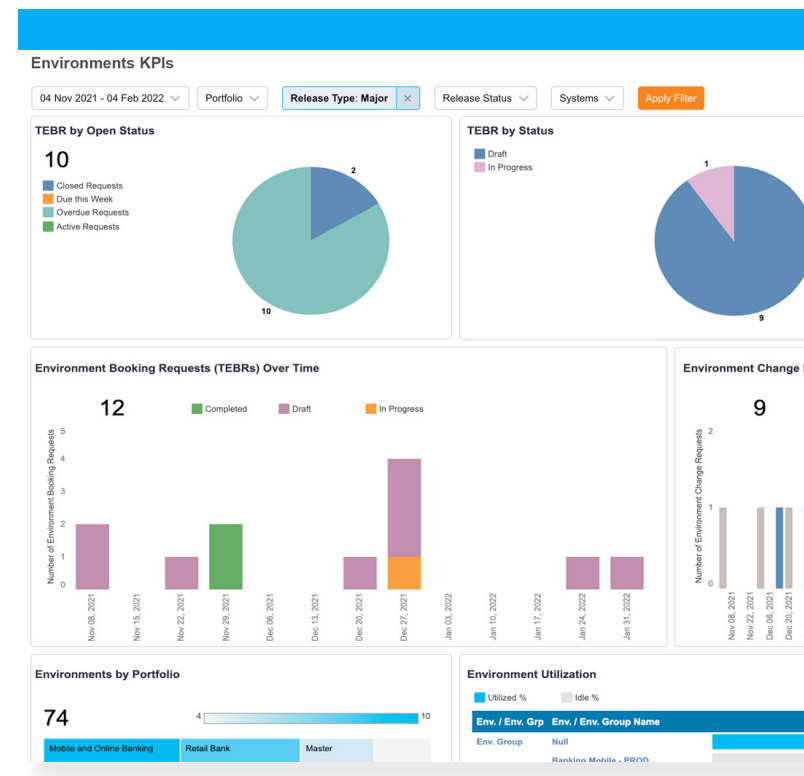 Environments KPIs
04 Nov 2021 - 04 Feb 2022 Portfolio Release Type: Major × Release Status Systems Apply Filter
TEBR by Open Status
10
Closed Requests
Due this Week
Overdue Requests
Active Requests
2
10
TEBR by Status
Draft
In Progress
1
9
Environment Booking Requests (TEBRs) Over Time
12
Completed Draft In Progress
Number of Environment Booking Requests
5
4
3
2
1
0
Nov 08, 2021
Nov 15, 2021
Nov 22, 2021
Nov 29, 2021
Dec 06, 2021
Dec 13, 2021
Dec 20, 2021
Dec 27, 2021
Jan 03, 2022
Jan 10, 2022
Jan 17, 2022
Jan 24, 2022
Jan 31, 2022
Environment Change
9
Number of Environment Change Requests
2
1
0
Nov 08, 2021
Nov 22, 2021
Dec 06, 2021
Dec 20, 2021
Environments by Portfolio
74
4 10
Mobile and Online Banking Retail Bank Master
Environment Utilization
Utilized % Idle %
Env. / Env. Grp Env. / Env. Group Name
Env. Group Null
Banking Mobile - PROD